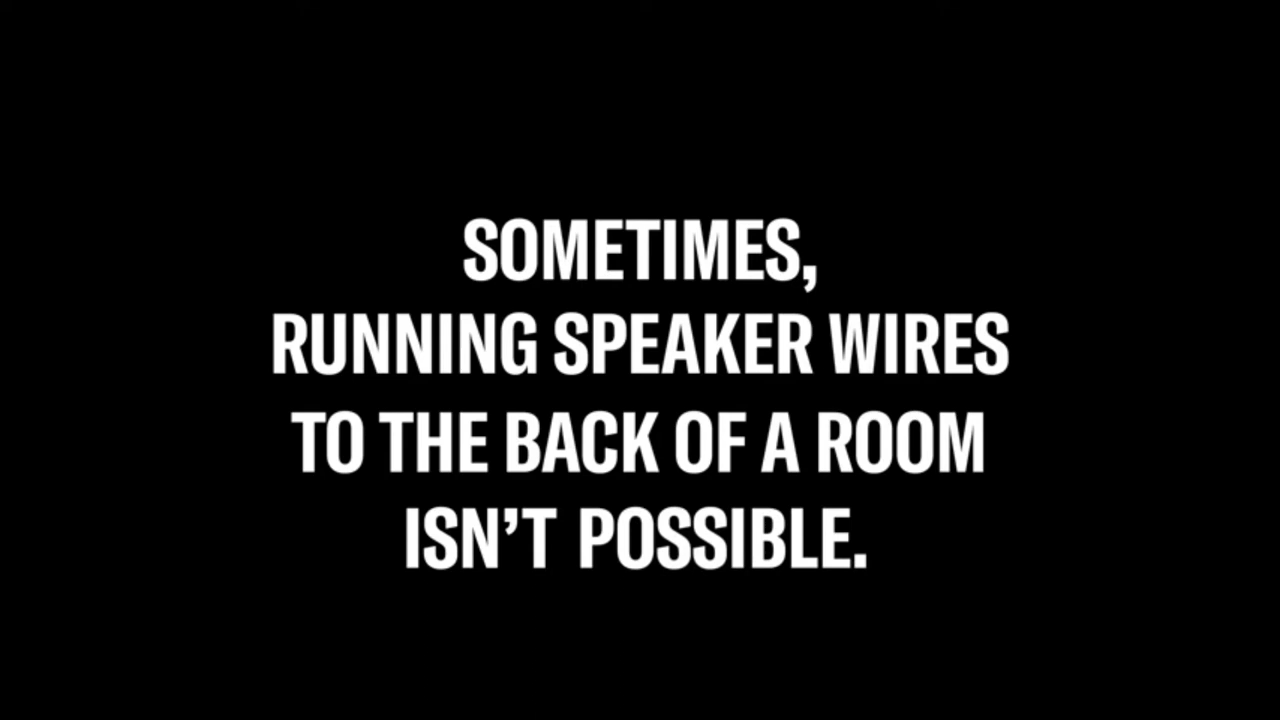 SOMETIMES,
RUNNING SPEAKER WIRES
TO THE BACK OF A ROOM
ISN’T POSSIBLE.